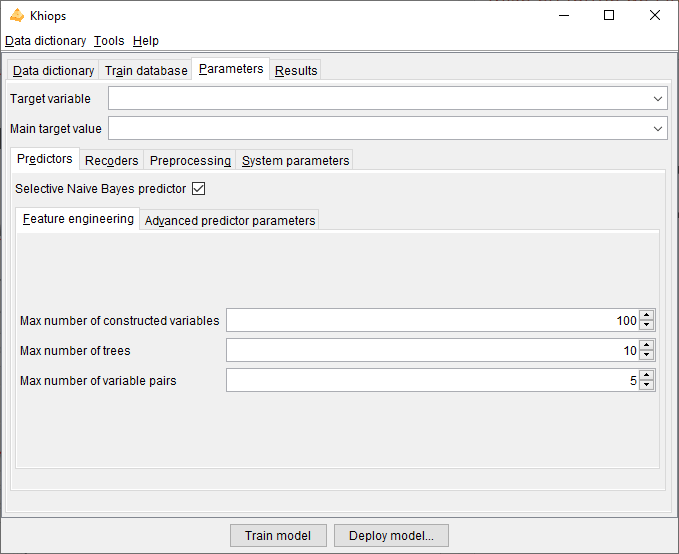 Khiops
Data dictionary Tools Help
Data dictionary Train database Parameters Results
Target variable
Main target value
Predictors Recoders Preprocessing System parameters
Selective Naive Bayes predictor
Feature engineering Advanced predictor parameters
Max number of constructed variables 100
Max number of trees 10
Max number of variable pairs 5
Train model Deploy model...